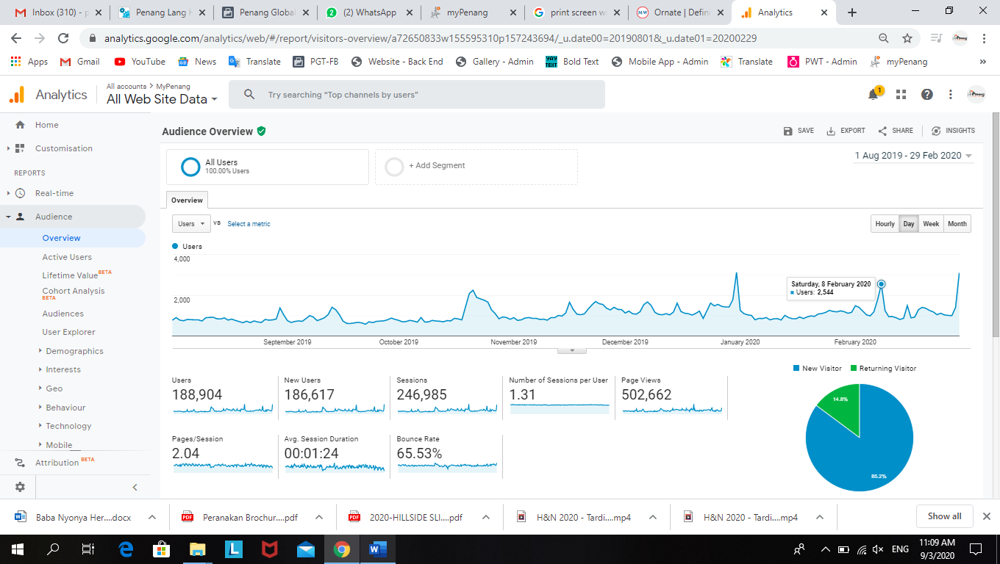 Inbox (310) - p
Penang Lang H
Penang Global
(2) WhatsApp
myPenang
print screen w
Ornate | Defini
Analytics
analytics.google.com/analytics/web/#/report/visitors-overview/a72650833w155595310p157243694/_u.date00=20190801&_u.date01=20200229
Apps
Gmail
YouTube
News
Translate
PGT-FB
Website - Back End
Gallery - Admin
Bold Text
Mobile App - Admin
Translate
PWT - Admin
myPenang
»
Analytics
All accounts > MyPenang
All Web Site Data
Try searching “Top channels by users”
1
Home
Customisation
REPORTS
Real-time
Audience
Overview
Active Users
Lifetime Value BETA
Cohort Analysis
BETA
Audiences
User Explorer
Demographics
Interests
Geo
Behaviour
Technology
Mobile
Attribution BETA
Audience Overview
SAVE
EXPORT
SHARE
INSIGHTS
All Users
100.00% Users
+ Add Segment
1 Aug 2019 - 29 Feb 2020
Overview
Users
VS
Select a metric
Hourly Day Week Month
Users
4,000
2,000
Saturday, 8 February 2020
Users: 2,544
September 2019 October 2019 November 2019 December 2019 January 2020 February 2020
Users
188,904
New Users
186,617
Sessions
246,985
Number of Sessions per User
1.31
Page Views
502,662
Pages/Session
2.04
Avg. Session Duration
00:01:24
Bounce Rate
65.53%
New Visitor Returning Visitor
14.8%
85.2%
Baba Nyonya Her....docx
Peranakan Brochur....pdf
2020-HILLSIDE SLI....pdf
H&N 2020 - Tardi....mp4
H&N 2020 - Tardi....mp4
Show all
ENG
11:09 AM
9/3/2020